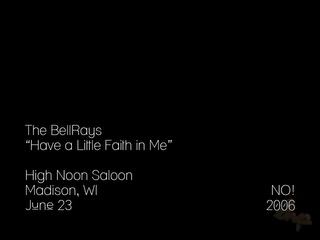 The BellRays
“Have a Little Faith in Me”
High Noon Saloon
Madison, WI
June 23
NO!
2006